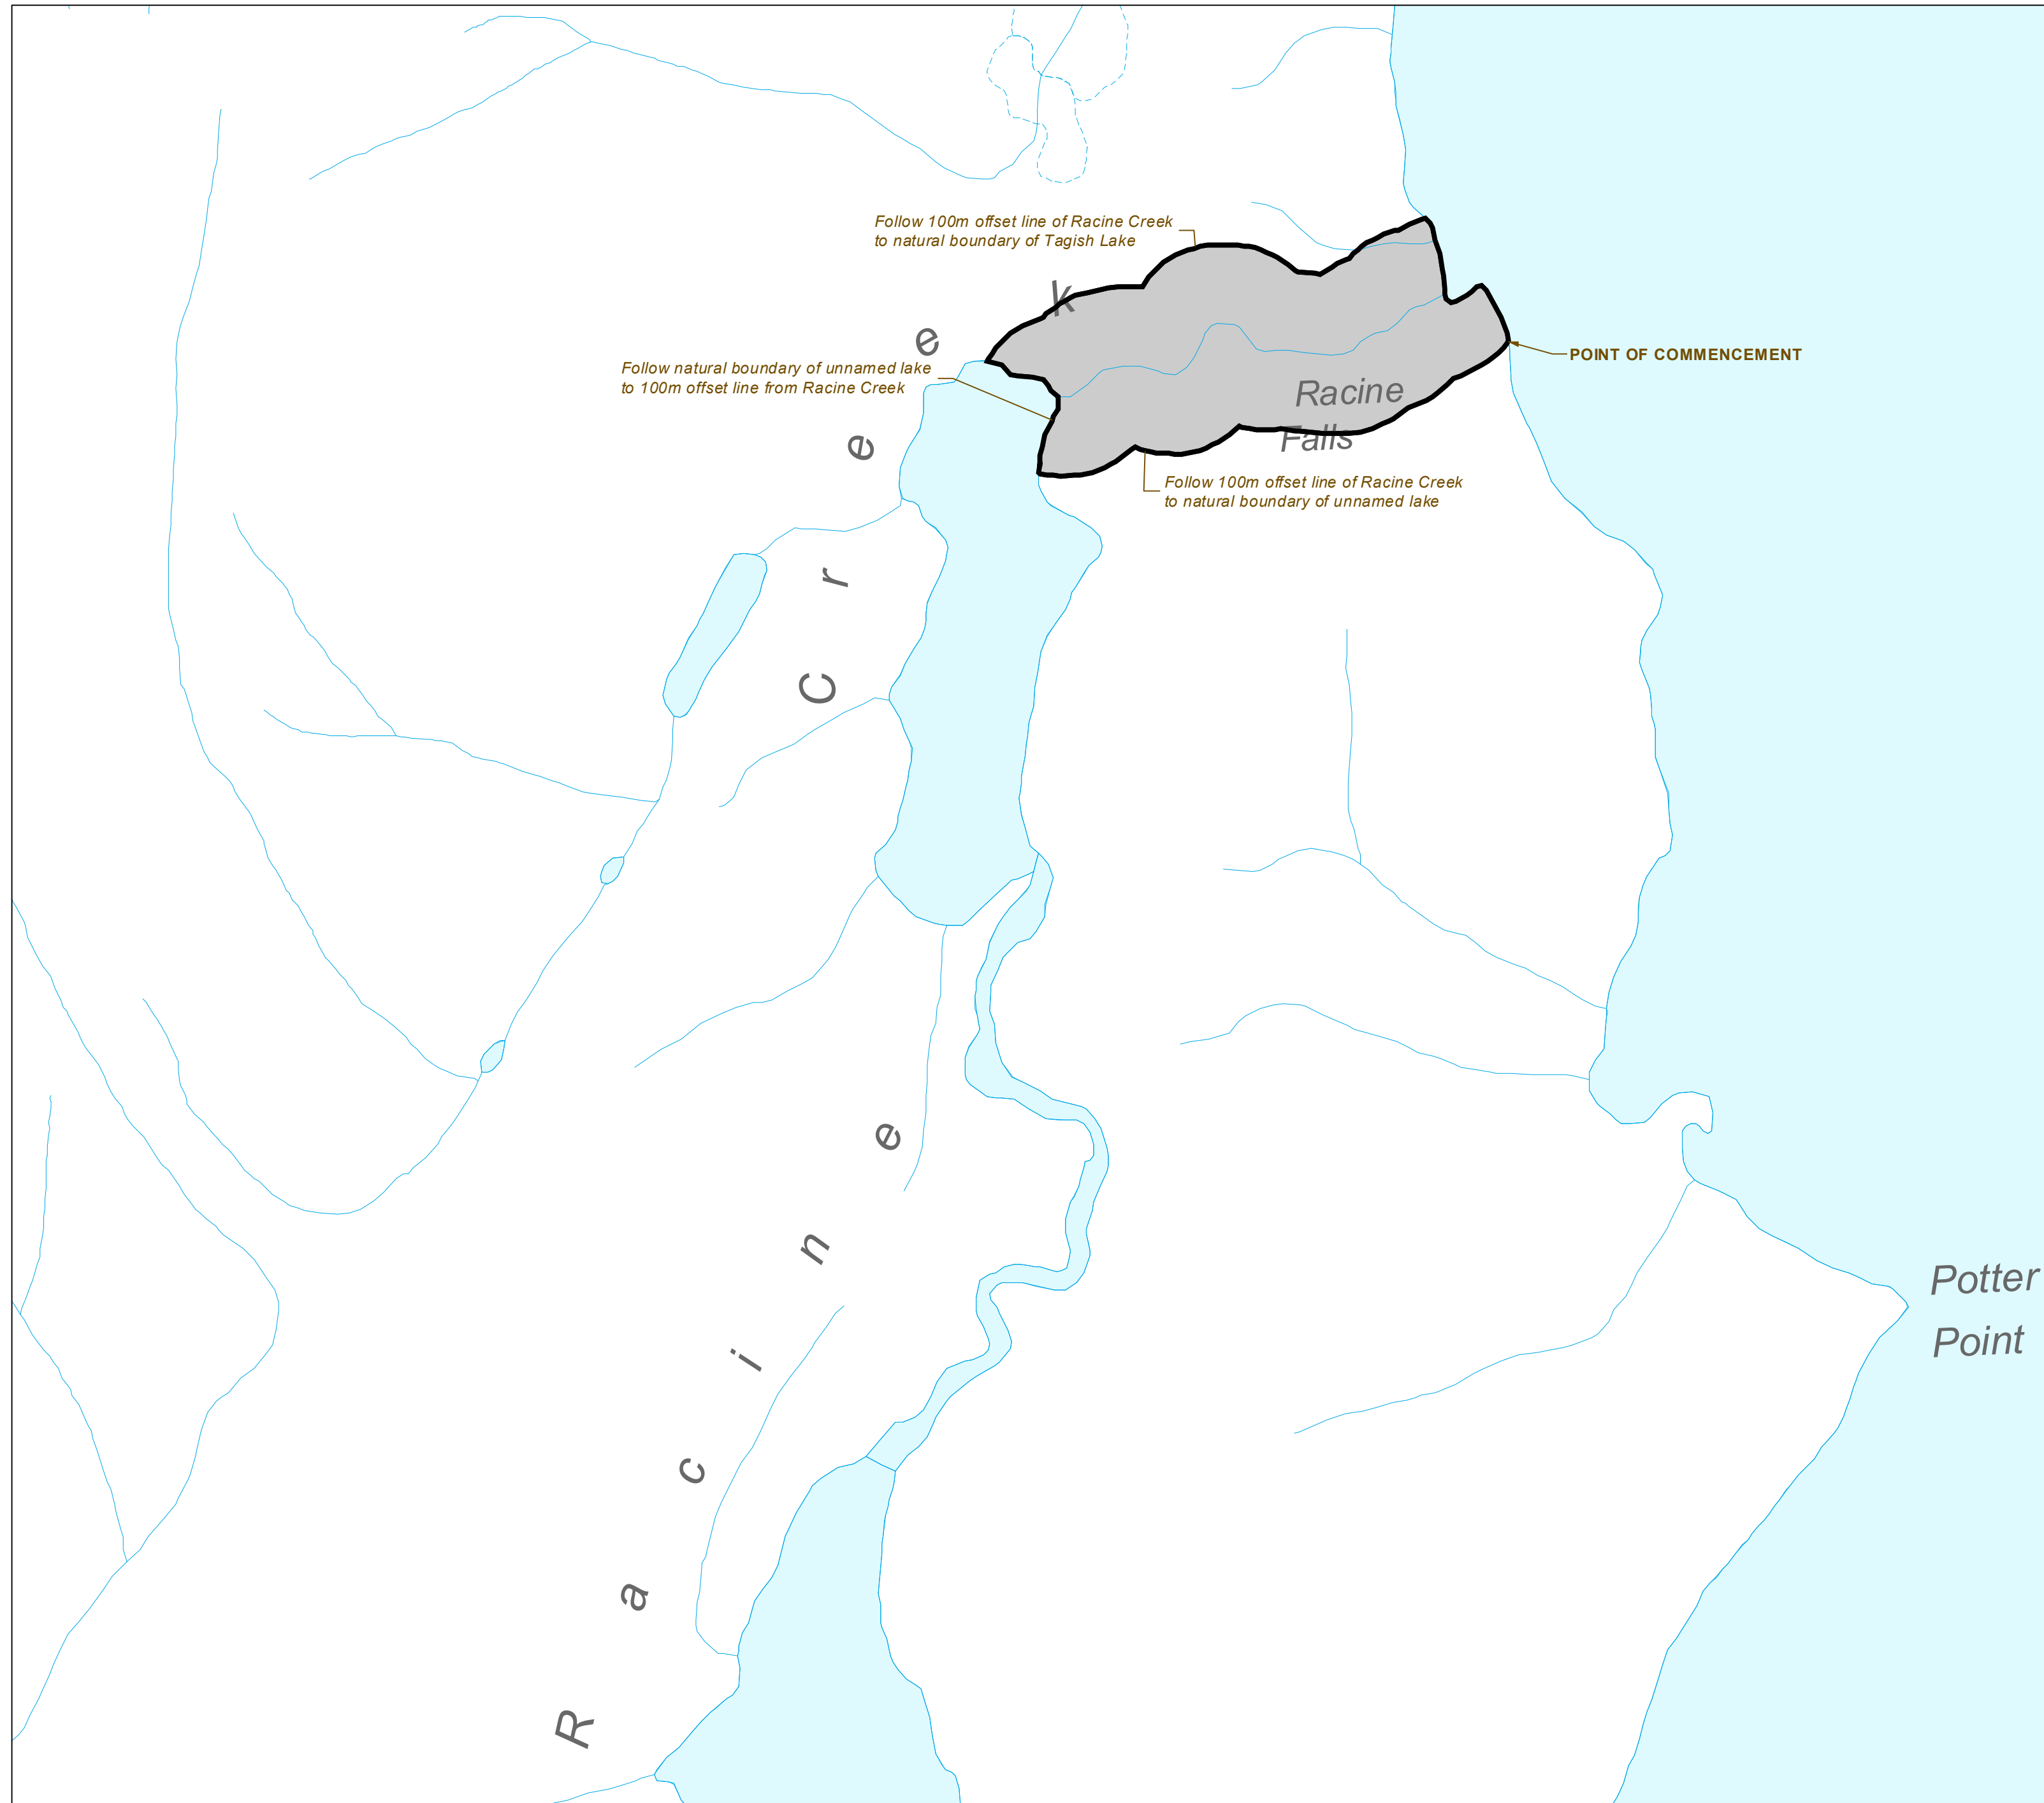 Follow 100m offset line of Racine Creek
to natural boundary of Tagish Lake
Follow natural boundary of unnamed lake
to 100m offset line from Racine Creek
POINT OF COMMENCEMENT
Racine
Falls
Follow 100m offset line of Racine Creek
to natural boundary of unnamed lake
Racine Creek
Potter
Point